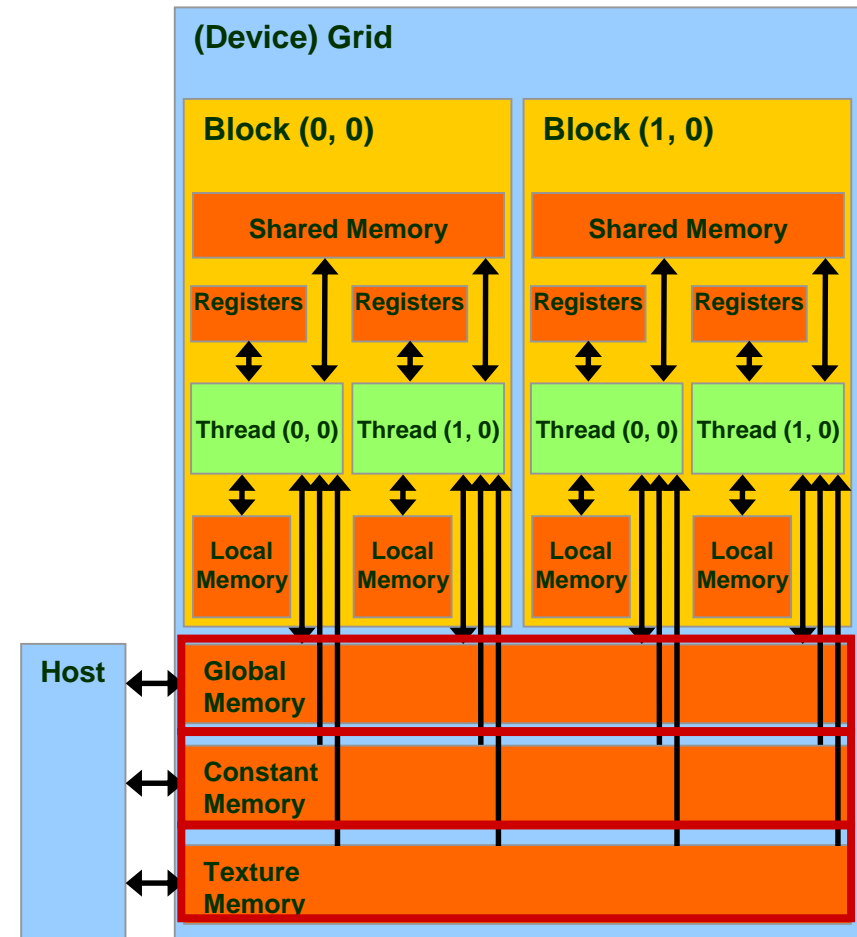 (Device) Grid
Block (0, 0)
Block (1, 0)
Shared Memory
Shared Memory
Registers
Registers
Registers
Registers
Thread (0, 0)
Thread (1, 0)
Thread (0, 0)
Thread (1, 0)
Local
Memory
Local
Memory
Local
Memory
Local
Memory
Host
Global
Memory
Constant
Memory
Texture
Memory